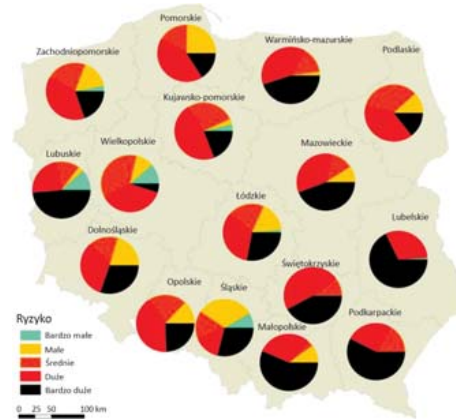 Pomorskie
Zachodniopomorskie
Warmińsko-mazurskie
Podlaskie
Kujawsko-pomorskie
Wielkopolskie
Lubuskie
Mazowieckie
Łódzkie
Lubelskie
Dolnośląskie
Świętokrzyskie
Opolskie
Śląskie
Podkarpackie
Małopolskie
Ryzyko
Bardzo małe
Małe
Średnie
Duże
Bardzo duże
0 25 50 100 km